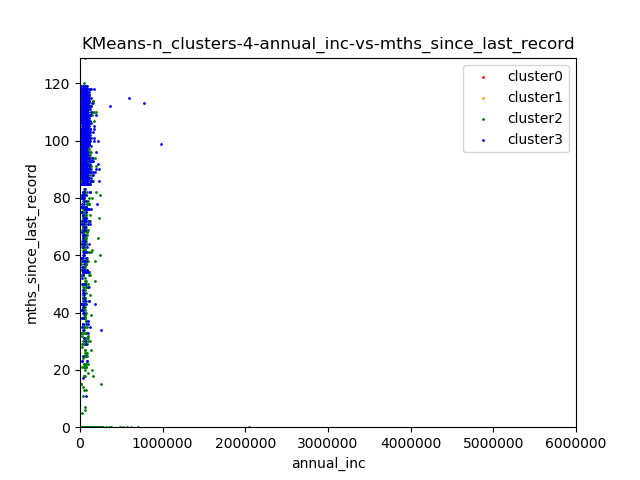 KMeans-n_clusters-4-annual_inc-vs-mths_since_last_record
cluster0
cluster1
cluster2
cluster3
mths_since_last_record
120
100
80
60
40
20
0
0 1000000 2000000 3000000 4000000 5000000 6000000
annual_inc